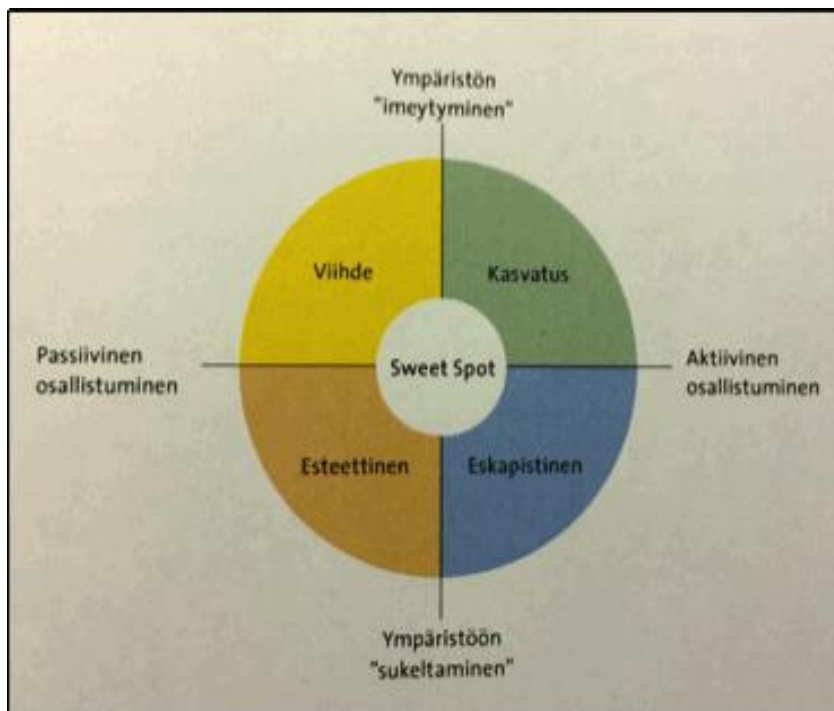 Ympäristön
"imeytyminen"
Viihde
Kasvatus
Passiivinen
osallistuminen
Sweet Spot
Aktiivinen
osallistuminen
Esteettinen
Eskapistinen
Ympäristöön
"sukeltaminen"